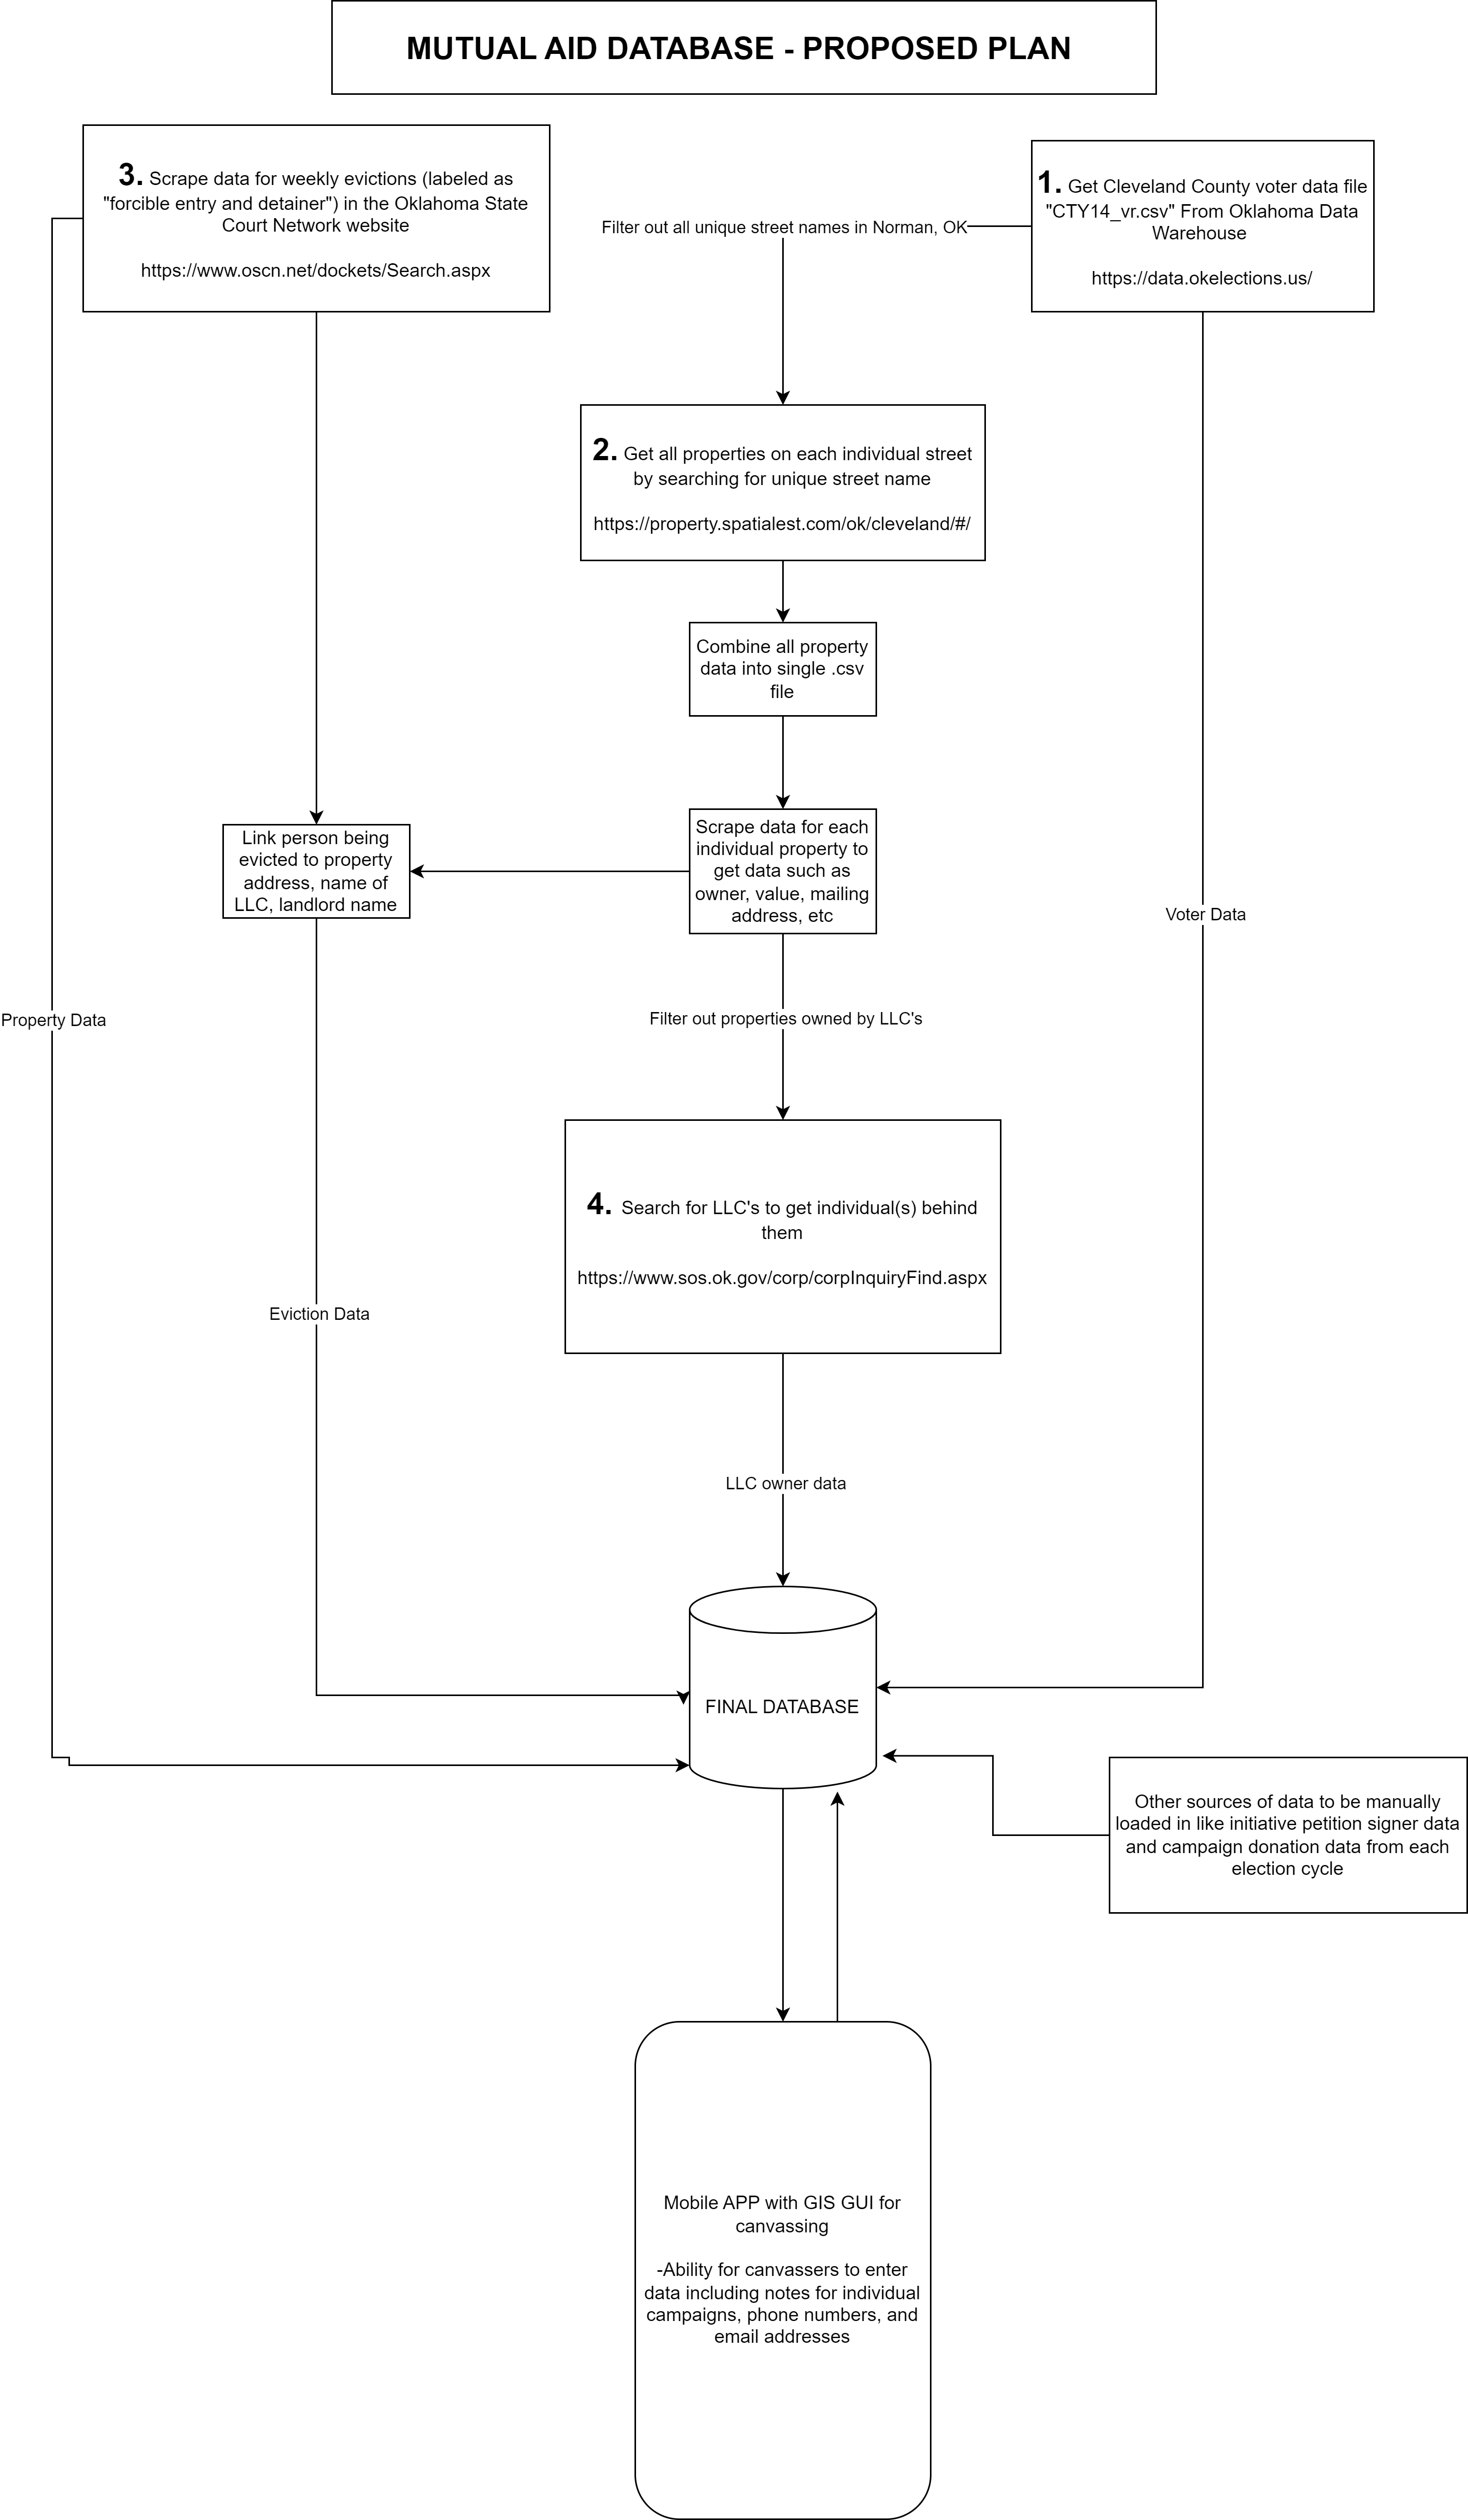 MUTUAL AID DATABASE - PROPOSED PLAN
3. Scrape data for weekly evictions (labeled as
"forcible entry and detainer") in the Oklahoma State
Court Network website
https://www.oscn.net/dockets/Search.aspx
1. Get Cleveland County voter data file
"CTY14_vr.csv" From Oklahoma Data
Warehouse
https://data.okelections.us/
Filter out all unique street names in Norman, OK
2. Get all properties on each individual street
by searching for unique street name
https://property.spatialest.com/ok/cleveland/#/
Combine all property
data into single .csv
file
Link person being
evicted to property
address, name of
LLC, landlord name
Scrape data for each
individual property to
get data such as
owner, value, mailing
address, etc
Voter Data
Property Data
Filter out properties owned by LLC's
4. Search for LLC's to get individual(s) behind
them
https://www.sos.ok.gov/corp/corpInquiryFind.aspx
Eviction Data
LLC owner data
FINAL DATABASE
Other sources of data to be manually
loaded in like initiative petition signer data
and campaign donation data from each
election cycle
Mobile APP with GIS GUI for
canvassing
-Ability for canvassers to enter
data including notes for individual
campaigns, phone numbers, and
email addresses